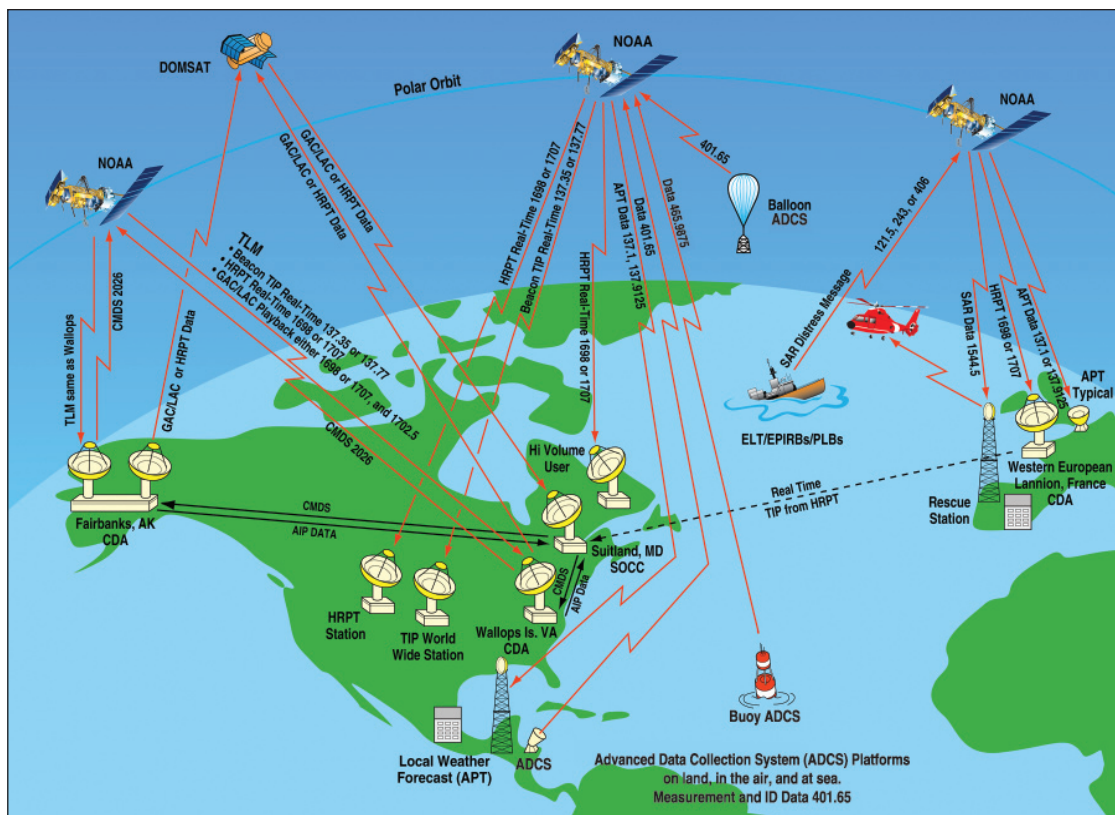 DOMSAT
NOAA
NOAA
NOAA
Polar Orbit
GAC/LAC or HRPT Data
GAC/LAC or HRPT Data
HRPT Real-Time 1698 or 1707
Beacon TIP Real-Time 137.35 or 137.77
401.65
Balloon
ADCS
121.5, 243, or 406
TLM
• Beacon TIP Real-Time 137.35 or 137.77
• HRPT Real-Time 1698 or 1707
• GAC/LAC Playback either 1698 or 1707, and 1702.5
TLM same as Wallops
CMDS 2026
GAC/LAC or HRPT Data
CMDS 2026
HRPT Real-Time 1698 or 1707
APT Data 137.1, 137.9125
Data 401.65
Data 465.9875
SAR Distress Message
SAR Data 1544.5
HRPT 1698 or 1707
APT Data 137.1 or 137.9125
APT
Typical
ELT/EPIRBs/PLBs
Hi Volume
User
Western European
Lannion, France
CDA
Rescue
Station
Real Time
TIP from HRPT
Fairbanks, AK
CDA
CMDS
AIP DATA
Suitland, MD
SOCC
CMDS
AIP Data
HRPT
Station
TIP World
Wide Station
Wallops Is. VA
CDA
Buoy ADCS
Local Weather
Forecast (APT)
ADCS
Advanced Data Collection System (ADCS) Platforms
on land, in the air, and at sea.
Measurement and ID Data 401.65